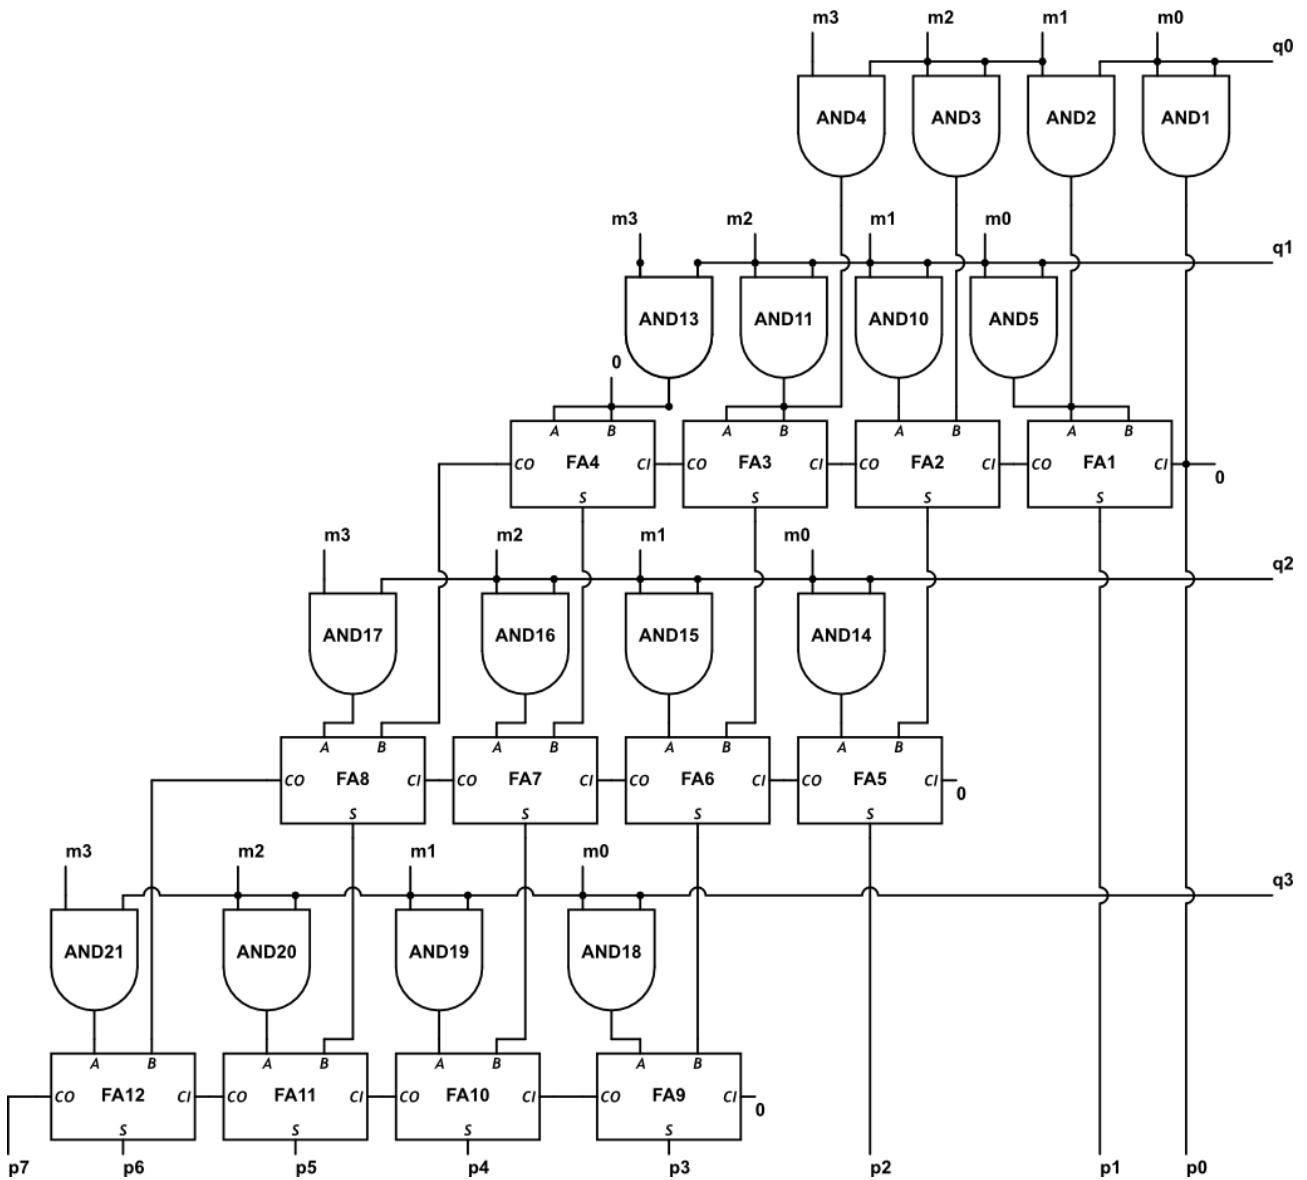 m3 m2 m1 m0
q0
AND4 AND3 AND2 AND1
m3 m2 m1 m0
q1
AND13 AND11 AND10 AND5
0
A B A B A B A B
CO FA4 CI CO FA3 CI CO FA2 CI CO FA1 CI
0
S S S S
m3 m2 m1 m0
q2
AND17 AND16 AND15 AND14
A B A B A B A B
CO FA8 CI CO FA7 CI CO FA6 CI CO FA5 CI
0
S S S S
m3 m2 m1 m0
q3
AND21 AND20 AND19 AND18
A B A B A B A B
CO FA12 CI CO FA11 CI CO FA10 CI CO FA9 CI
0
S S S S
p7 p6 p5 p4 p3 p2 p1 p0